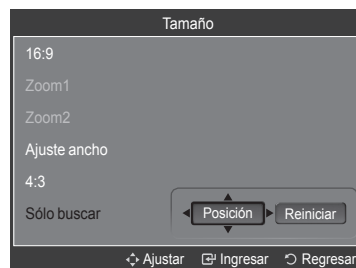 Tamaño
16:9
Zoom1
Zoom2
Ajuste ancho
4:3
Sólo buscar
Posición Reiniciar
Ajustar Ingresar Regresar